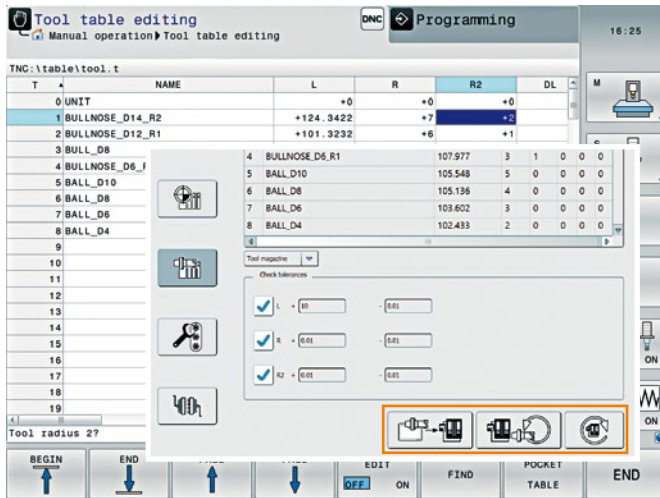 Tool table editing
DNC
Programming
Manual operation Tool table editing
16:25
TNC:\table\tool.t
T NAME L R R2 DL
M
0 UNIT +0 +0 +0
1 BULLNOSE_D14_R2 +124.3422 +7 +2
2 BULLNOSE_D12_R1 +101.3232 +6 +1
3 BULL_D8
4 BULLNOSE_D6_
5 BALL_D10
6 BALL_D8
7 BALL_D6
8 BALL_D4
9
10
11
12
13
14
15
16
17
18
19
4 BULLNOSE_D6_R1 107.977 3 1 0 0 0
5 BALL_D10 105.548 5 0 0 0 0
6 BALL_D8 105.136 4 0 0 0 0
7 BALL_D6 103.602 3 0 0 0 0
8 BALL_D4 102.433 2 0 0 0 0
Tool magazine
Check tolerances
L + 10 - 0.01
R + 0.01 - 0.01
R2 + 0.01 - 0.01
ON
ON
Tool radius 2?
BEGIN
END
EDIT
OFF ON
FIND
POCKET
TABLE
END